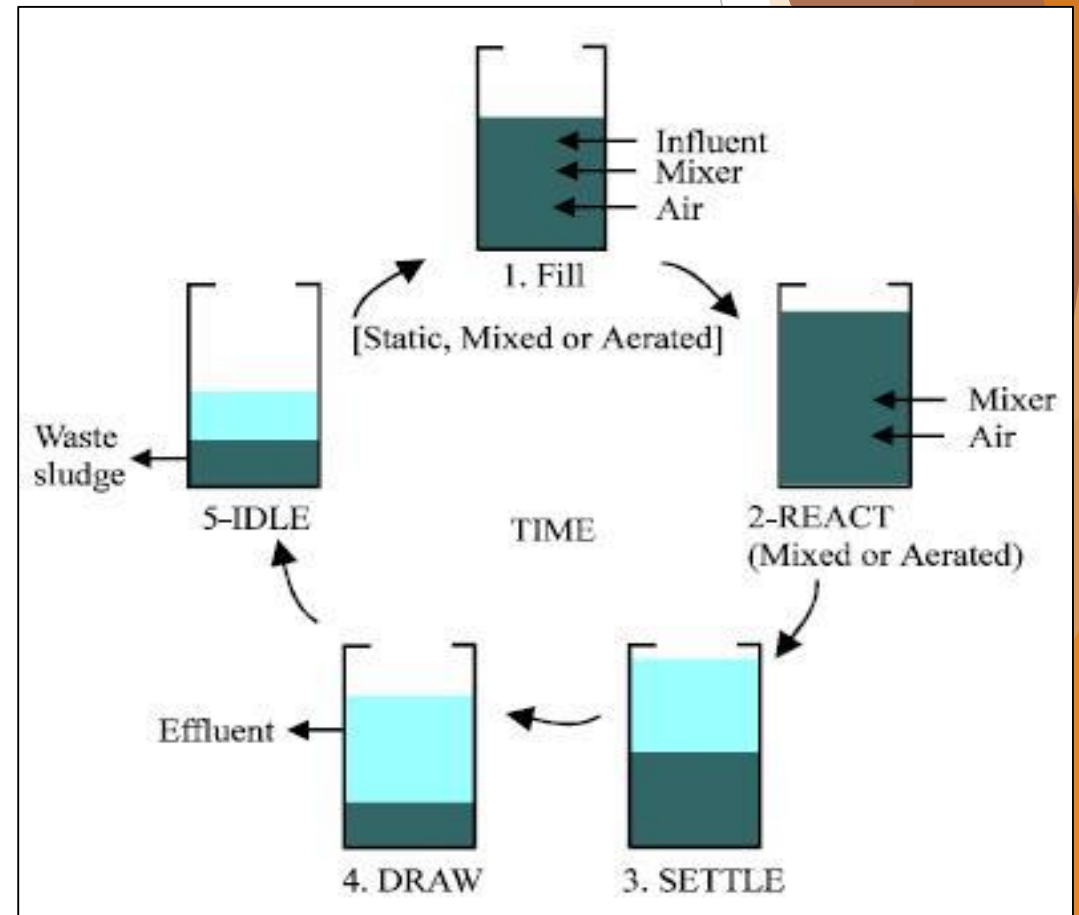 Influent
Mixer
Air
1. Fill
[Static, Mixed or Aerated]
Mixer
Air
2-REACT
(Mixed or Aerated)
3. SETTLE
Effluent
4. DRAW
Waste
sludge
5-IDLE
TIME